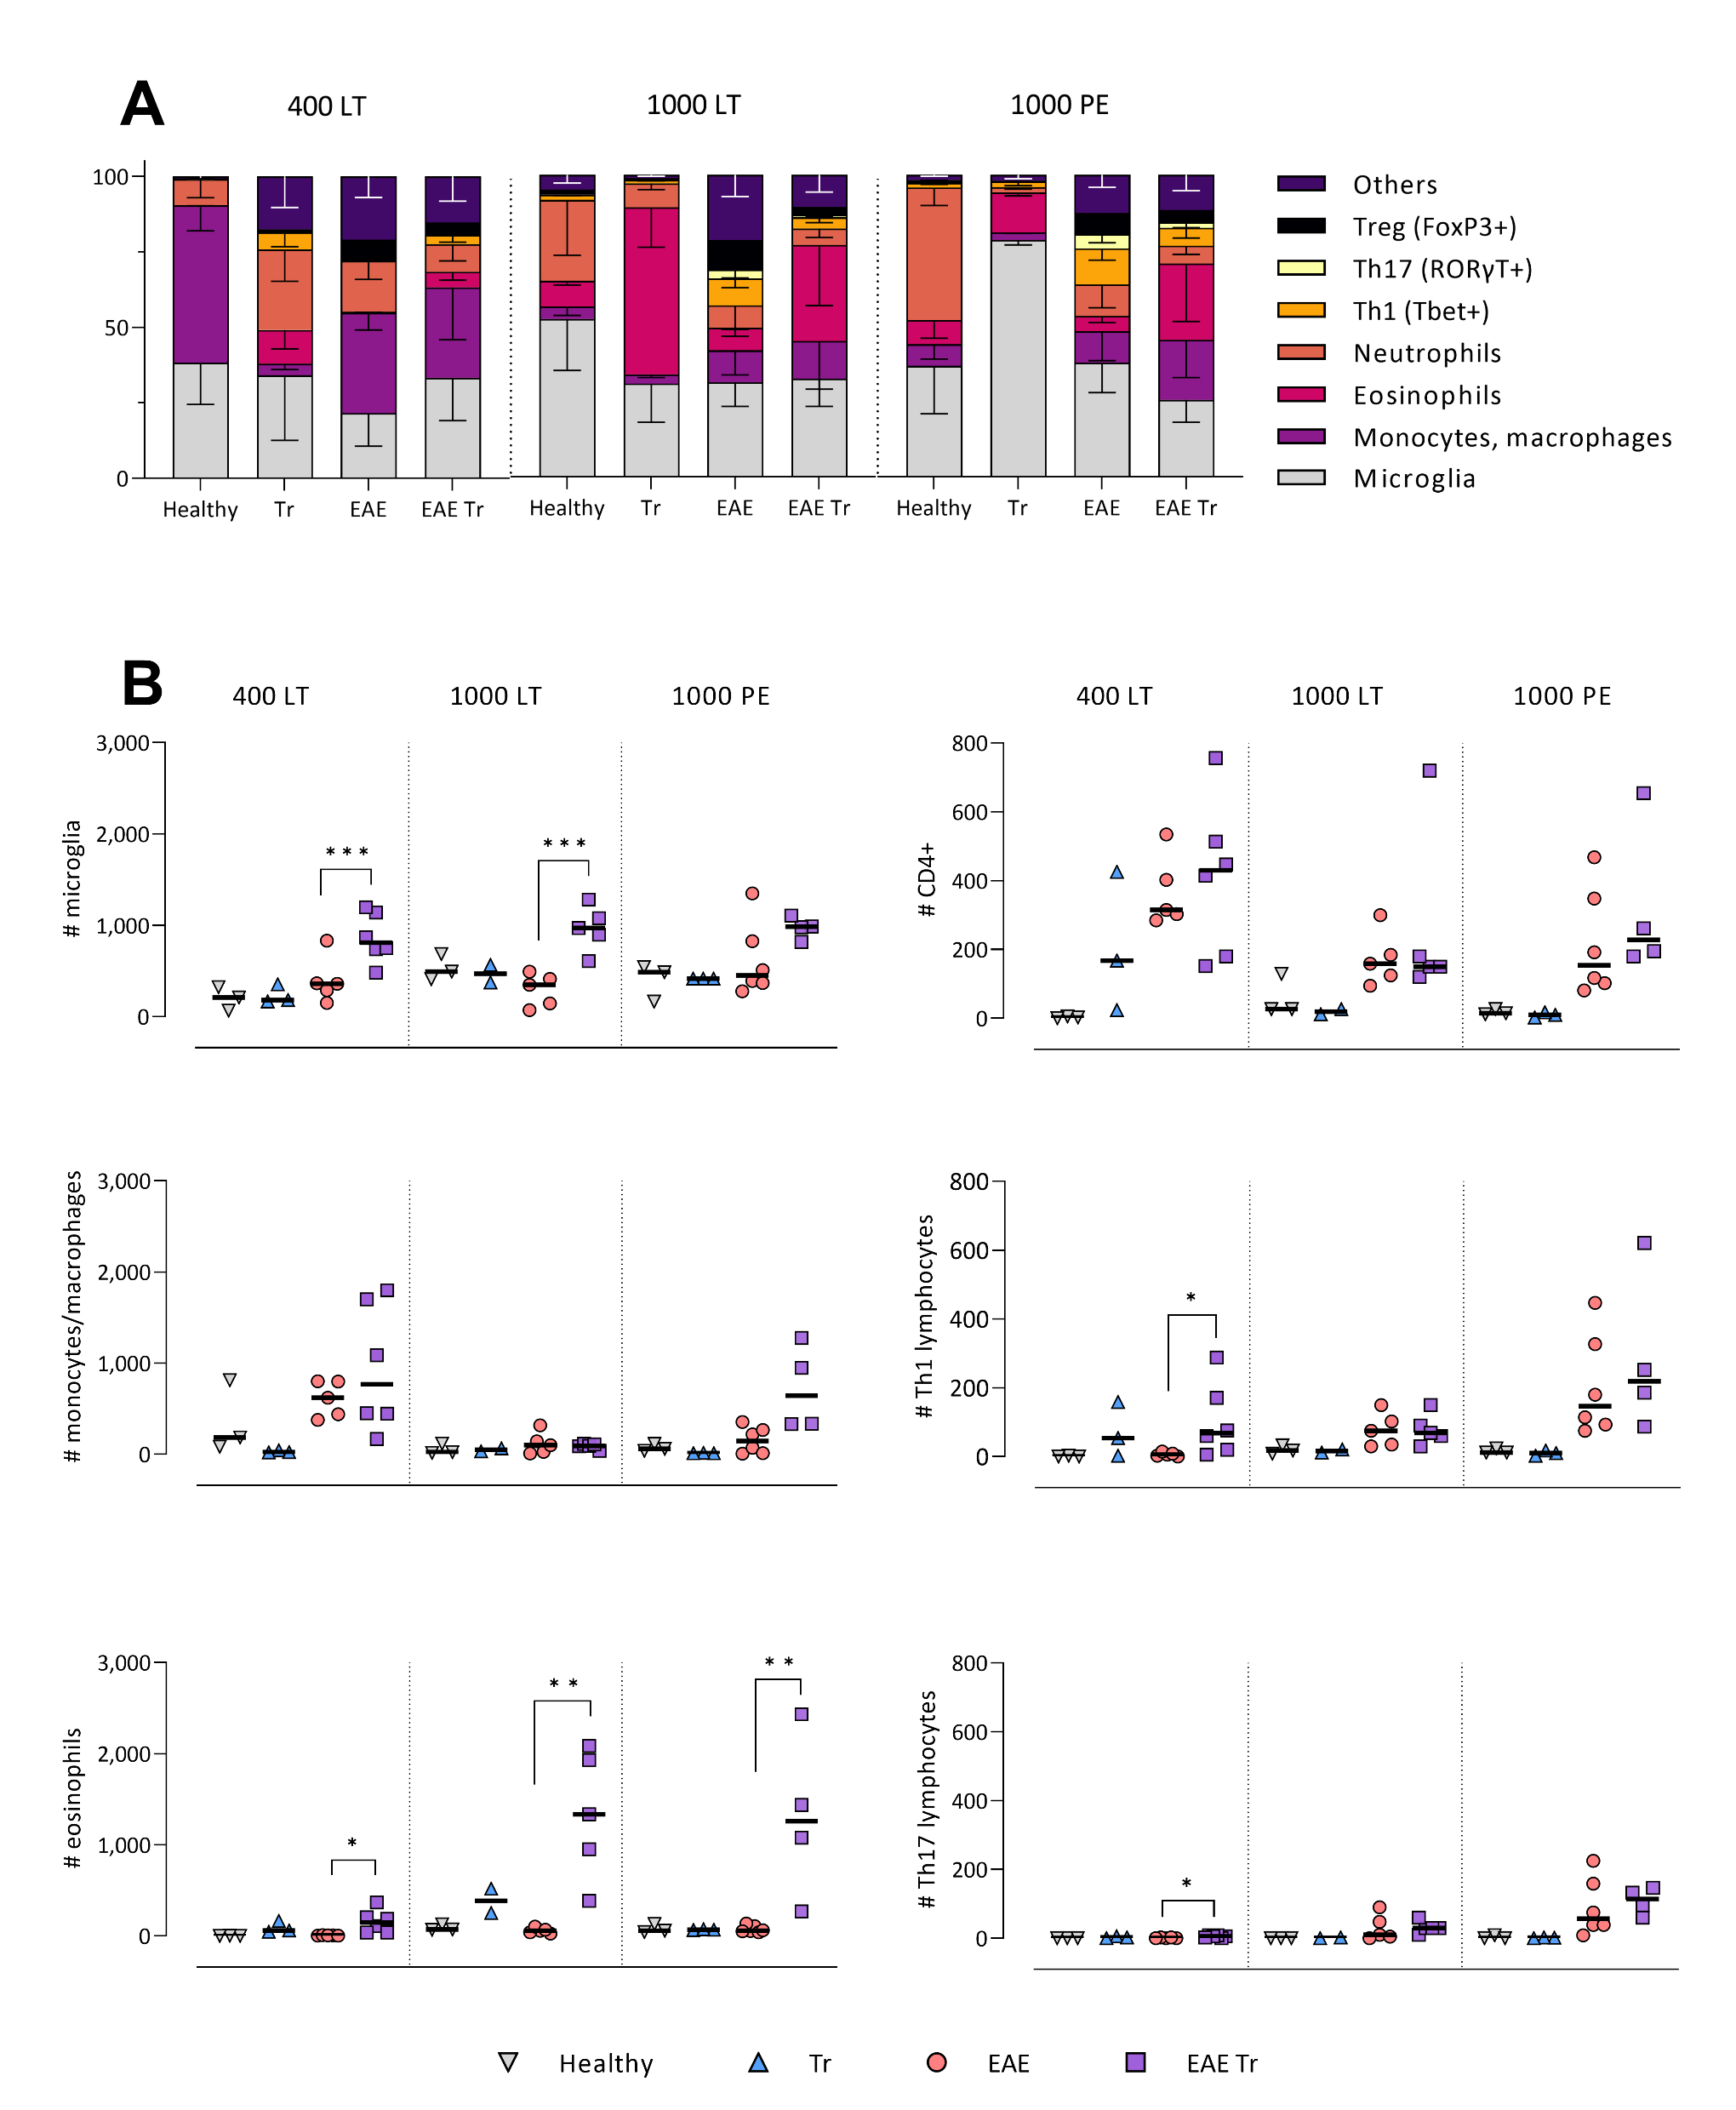 A
400 LT
1000 LT
1000 PE
100
50
0
Healthy
Tr
EAE
EAE Tr
Healthy
Tr
EAE
EAE Tr
Healthy
Tr
EAE
EAE Tr
Others
Treg (FoxP3+)
Th17 (RORγT+)
Th1 (Tbet+)
Neutrophils
Eosinophils
Monocytes, macrophages
Microglia
B
400 LT
1000 LT
1000 PE
# microglia
3,000
2,000
1,000
0
***
***
400 LT
1000 LT
1000 PE
# CD4+
800
600
400
200
0
# monocytes/macrophages
3,000
2,000
1,000
0
# Th1 lymphocytes
800
600
400
200
0
*
# eosinophils
3,000
2,000
1,000
0
*
**
**
# Th17 lymphocytes
800
600
400
200
0
*
Healthy
Tr
EAE
EAE Tr